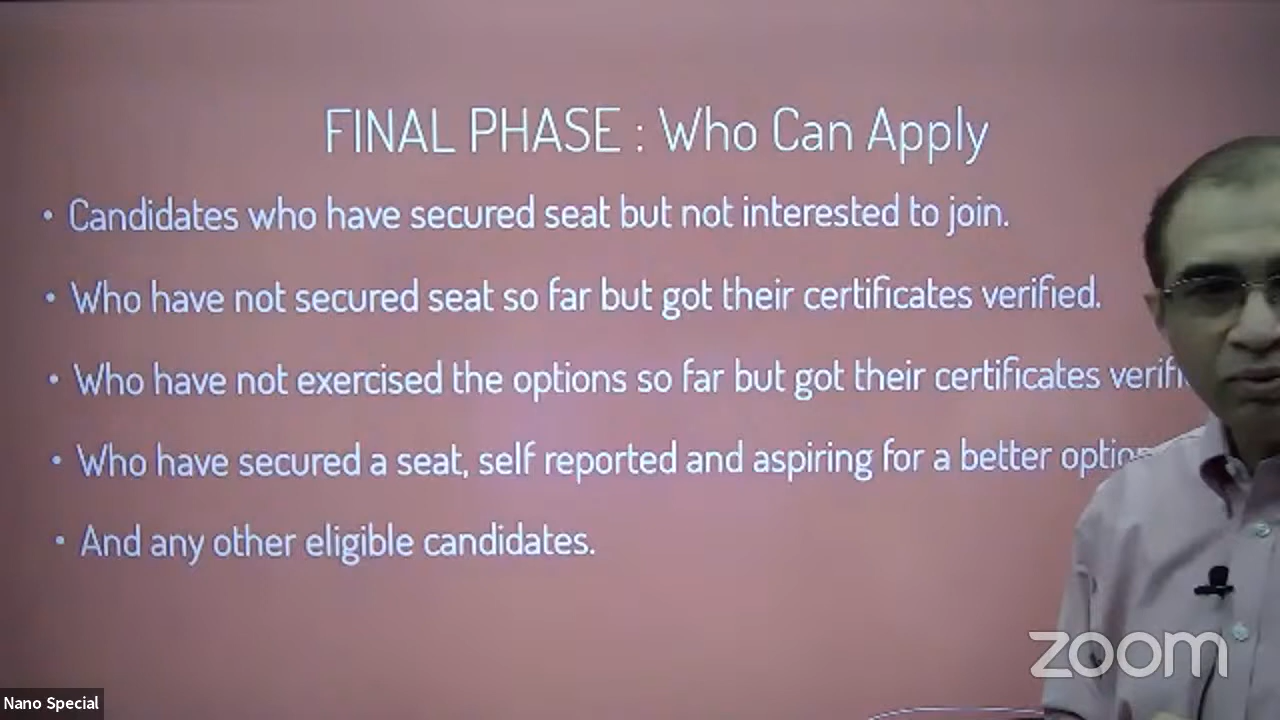 FINAL PHASE : Who Can Apply
• Candidates who have secured seat but not interested to join.
• Who have not secured seat so far but got their certificates verified.
• Who have not exercised the options so far but got their certificates
• Who have secured a seat, self reported and aspiring for a better
• And any other eligible candidates.
zoom
Nano Special